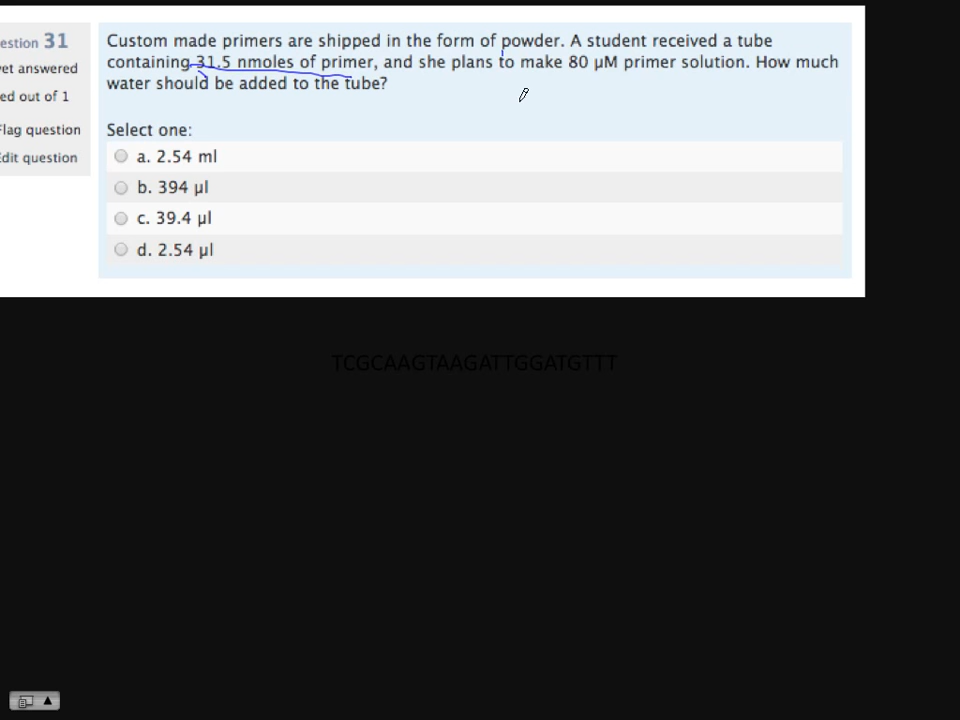 estion 31
et answered
ed out of 1
Flag question
Edit question
Custom made primers are shipped in the form of powder. A student received a tube
containing 31.5 nmoles of primer, and she plans to make 80 µM primer solution. How much
water should be added to the tube?
Select one:
a. 2.54 ml
b. 394 µl
c. 39.4 µl
d. 2.54 µl
TCGCAAGTAAGATTGGATGTTT